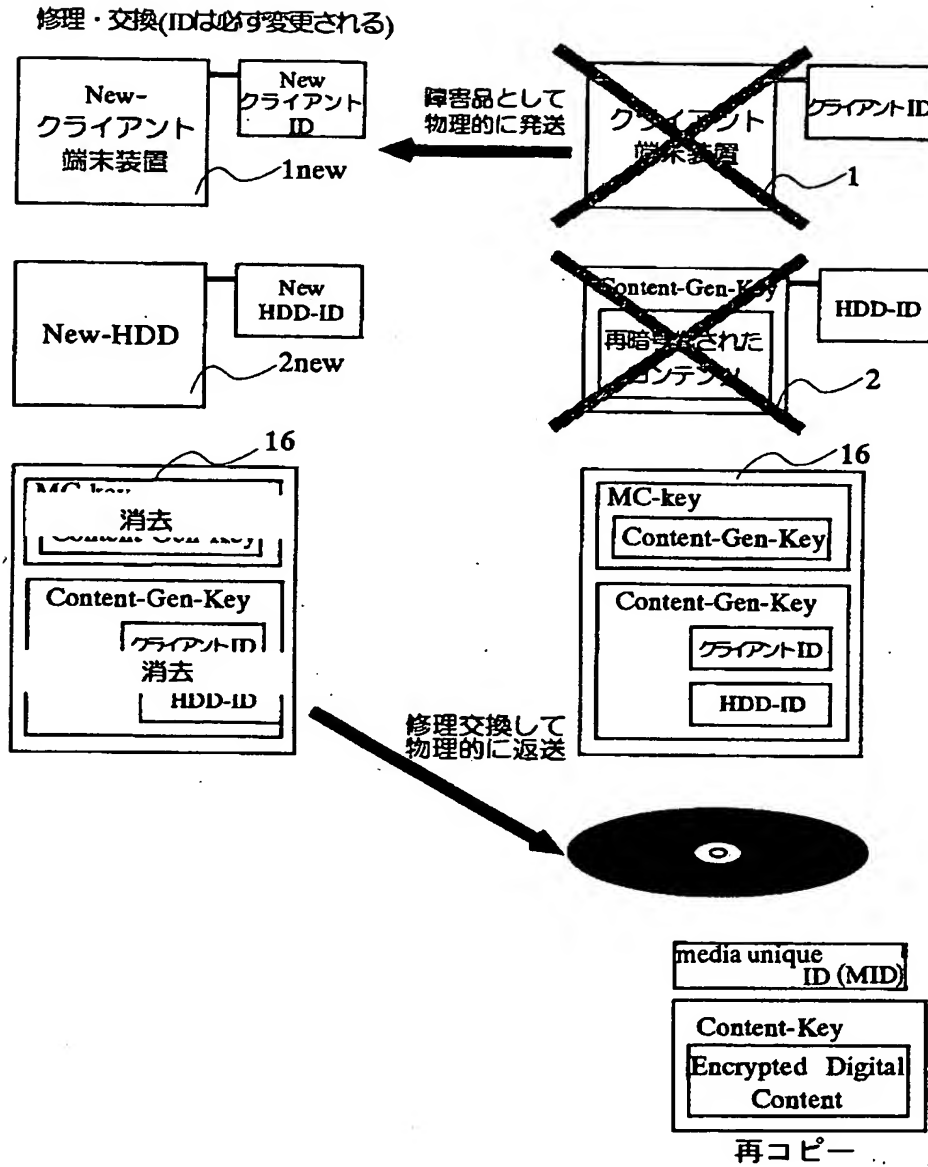 修理・交換(IDは必ず変更される)
New-
クライアント
端末装置
New
クライアント
ID
1new
障害品として
物理的に発送
クライアント
端末装置
クライアントID
1
New-HDD
New
HDD-ID
2new
Content-Gen-Key
再暗号化された
コンテンツ
HDD-ID
2
16
MC-key
消去
Content-Gen-Key
Content-Gen-Key
クライアントID
消去
HDD-ID
16
MC-key
Content-Gen-Key
Content-Gen-Key
クライアントID
HDD-ID
修理交換して
物理的に返送
media unique
ID (MID)
Content-Key
Encrypted Digital
Content
再コピー